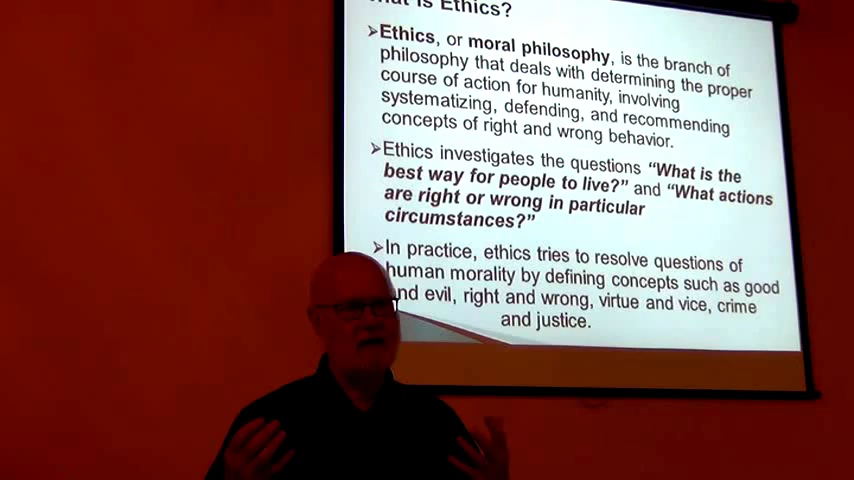 is Ethics?
➢Ethics, or moral philosophy, is the branch of
philosophy that deals with determining the proper
course of action for humanity, involving
systematizing, defending, and recommending
concepts of right and wrong behavior.
➢Ethics investigates the questions “What is the
best way for people to live?” and “What actions
are right or wrong in particular
circumstances?”
➢In practice, ethics tries to resolve questions of
human morality by defining concepts such as good
and evil, right and wrong, virtue and vice, crime
and justice.